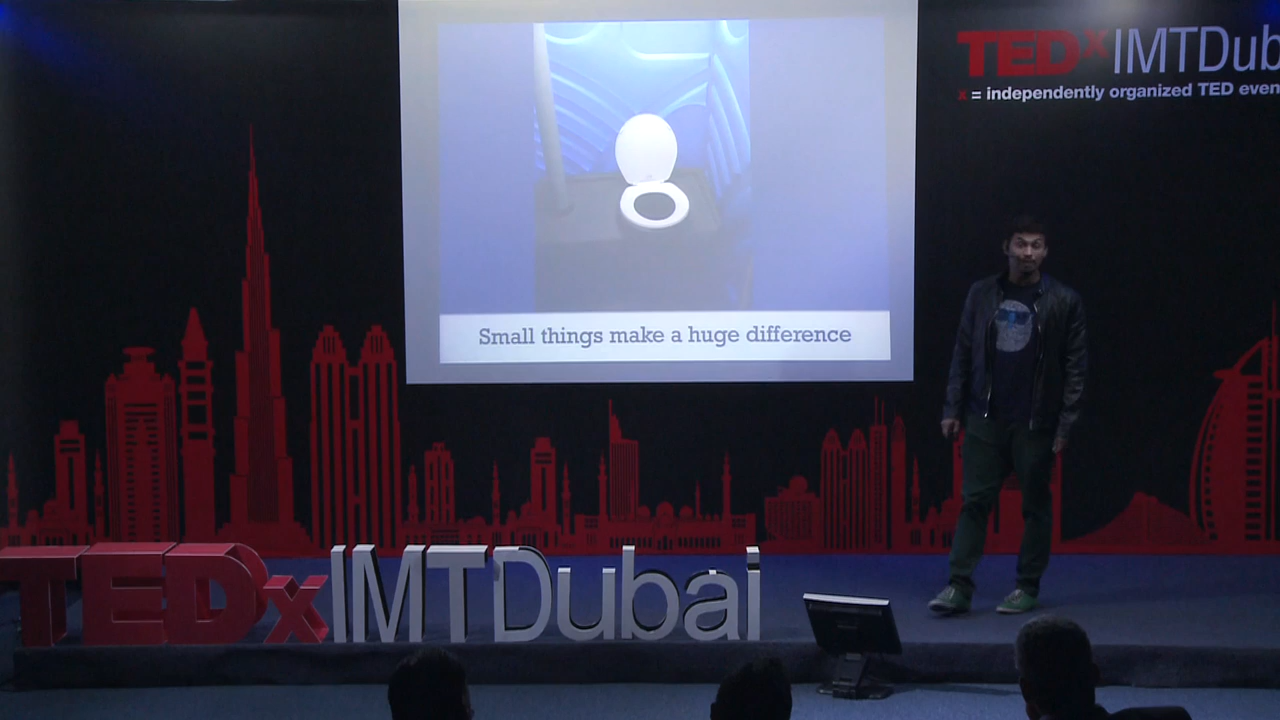 TEDxIMTDub
x = independently organized TED even
Small things make a huge difference
TEDxIMTDubai